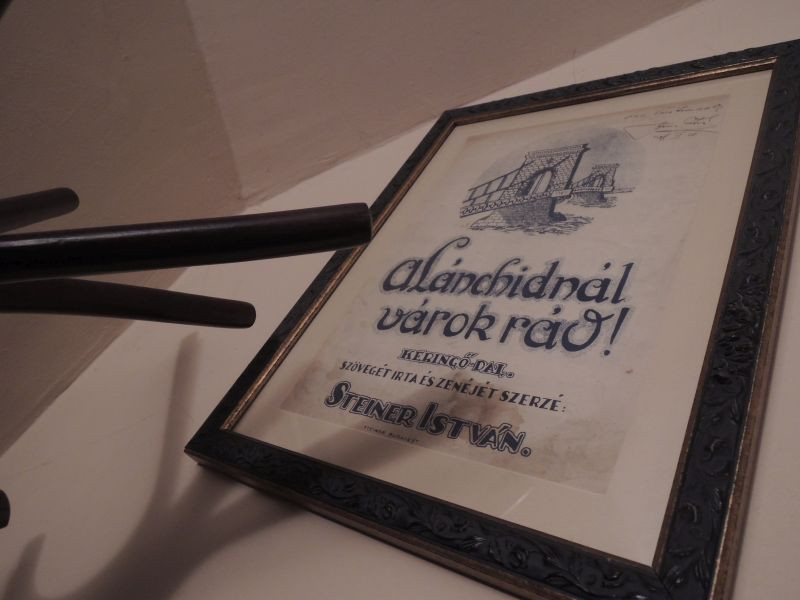 a Lánchidnál
várok rád!
KERINGŐ-DAL.
SZÖVEGÉT IRTA ÉS ZENÉJÉT SZERZÉ:
STEINER ISTVÁN.